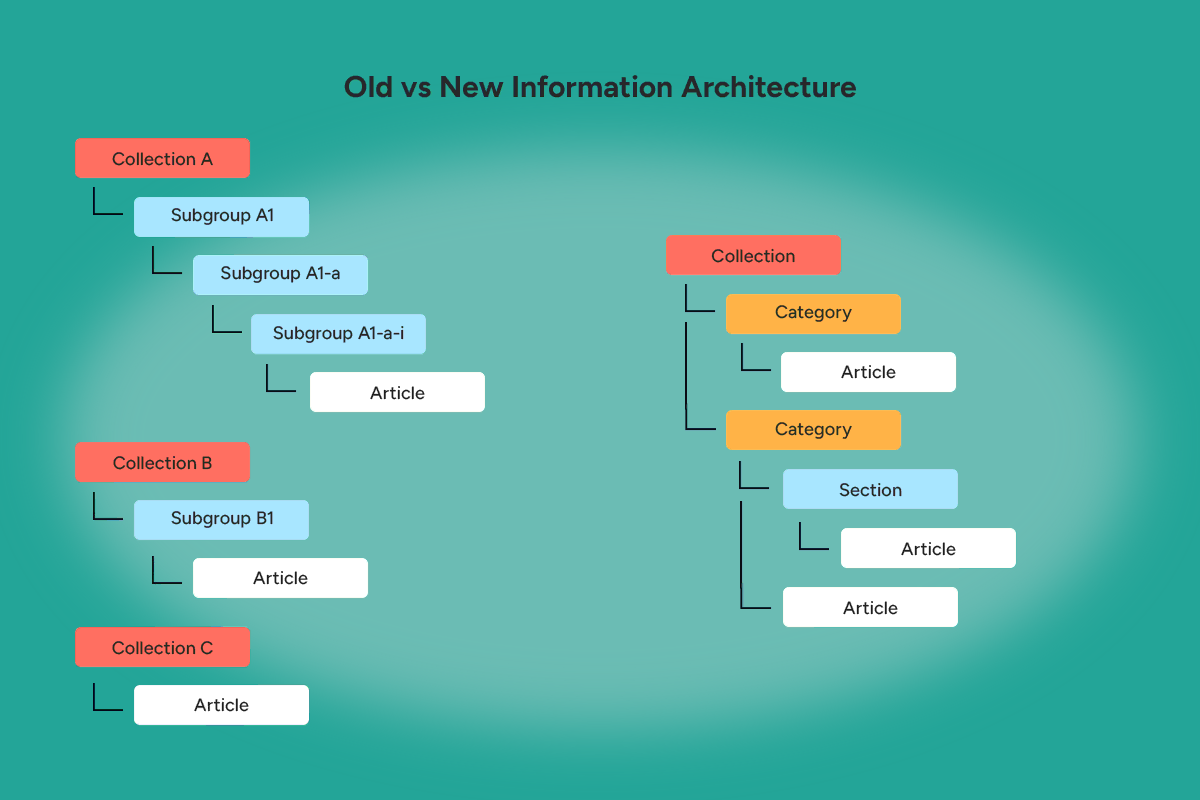 Old vs New Information Architecture
Collection A
Subgroup A1
Subgroup A1-a
Subgroup A1-a-i
Article
Collection B
Subgroup B1
Article
Collection C
Article
Collection
Category
Article
Category
Section
Article
Article